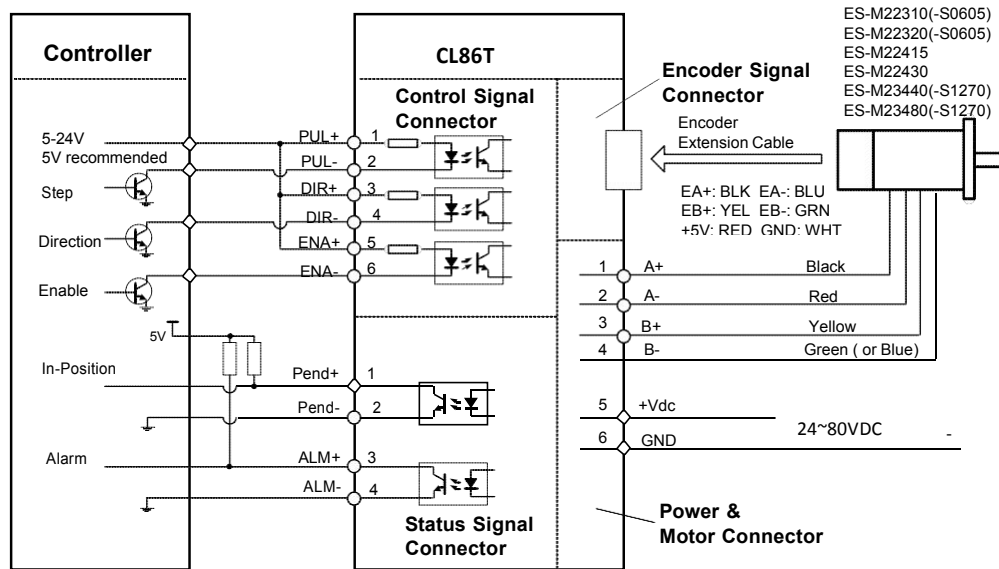 Controller
5-24V
5V recommended
Step
Direction
Enable
5V
In-Position
Alarm
CL86T
Control Signal
Connector
PUL+ 1
PUL- 2
DIR+ 3
DIR- 4
ENA+ 5
ENA- 6
Pend+ 1
Pend- 2
ALM+ 3
ALM- 4
Status Signal
Connector
ES-M22310(-S0605)
ES-M22320(-S0605)
ES-M22415
ES-M22430
ES-M23440(-S1270)
ES-M23480(-S1270)
Encoder Signal
Connector
Encoder
Extension Cable
EA+: BLK EA-: BLU
EB+: YEL EB-: GRN
+5V: RED GND: WHT
1 A+ Black
2 A- Red
3 B+ Yellow
4 B- Green ( or Blue)
5 +Vdc
24~80VDC -
6 GND
Power &
Motor Connector